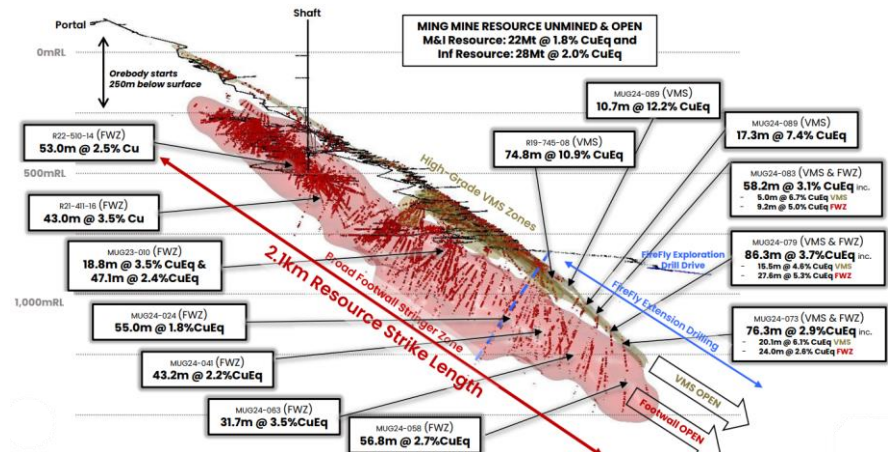 Portal
Shaft
0mRL
Orebody starts
250m below surface
MING MINE RESOURCE UNMINED & OPEN
M&I Resource: 22Mt @ 1.8% CuEq and
Inf Resource: 28Mt @ 2.0% CuEq
MUG24-089 (VMS)
10.7m @ 12.2% CuEq
MUG24-089 (VMS)
17.3m @ 7.4% CuEq
R19-745-08 (VMS)
74.8m @ 10.9% CuEq
R22-510-14 (FWZ)
53.0m @ 2.5% Cu
High-Grade VMS Zones
MUG24-083 (VMS & FWZ)
58.2m @ 3.1% CuEq inc.
- 5.0m @ 6.7% CuEq VMS
- 9.2m @ 5.0% CuEq FWZ
500mRL
R21-411-16 (FWZ)
43.0m @ 3.5% Cu
MUG24-079 (VMS & FWZ)
86.3m @ 3.7%CuEq inc.
- 15.5m @ 4.6% CuEq VMS
- 27.6m @ 5.3% CuEq FWZ
FireFly Exploration
Drill Drive
MUG23-010 (FWZ)
18.8m @ 3.5% CuEq &
47.1m @ 2.4%CuEq
2.1km Resource Strike Length
Broad Footwall Stringer Zone
FireFly Extension Drilling
1,000mRL
MUG24-024 (FWZ)
55.0m @ 1.8%CuEq
MUG24-073 (VMS & FWZ)
76.3m @ 2.9%CuEq inc.
- 20.1m @ 6.1% CuEq VMS
- 24.0m @ 2.6% CuEq FWZ
MUG24-041 (FWZ)
43.2m @ 2.2%CuEq
VMS OPEN
MUG24-063 (FWZ)
31.7m @ 3.5%CuEq
Footwall OPEN
MUG24-058 (FWZ)
56.8m @ 2.7%CuEq